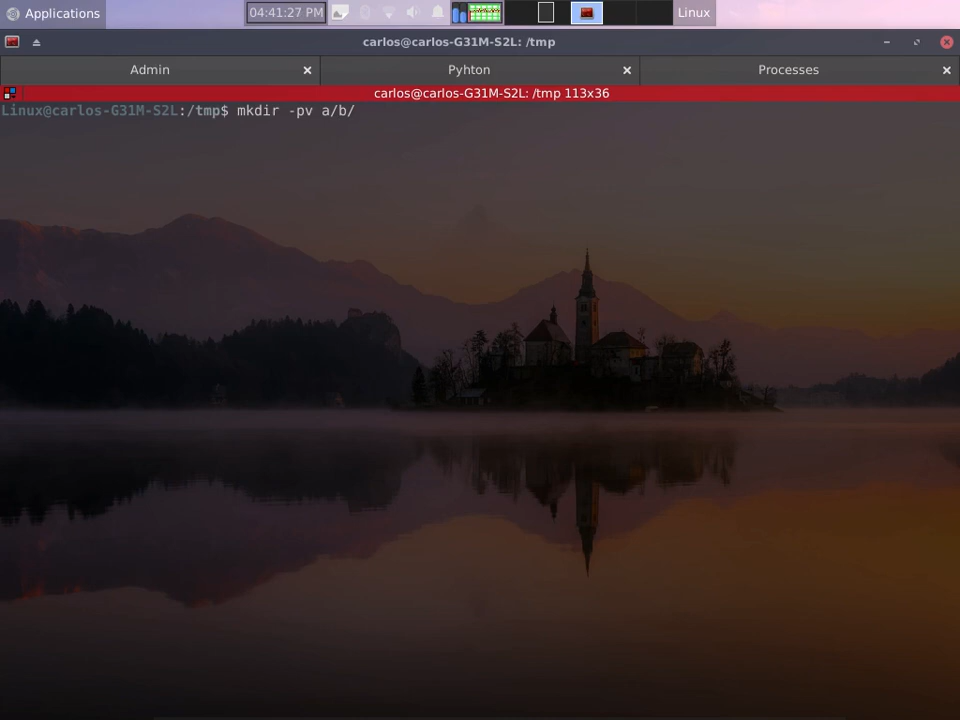 Applications 04:41:27 PM Linux
carlos@carlos-G31M-S2L: /tmp
Admin Pyhton Processes
carlos@carlos-G31M-S2L: /tmp 113x36
Linux@carlos-G31M-S2L:/tmp$ mkdir -pv a/b/